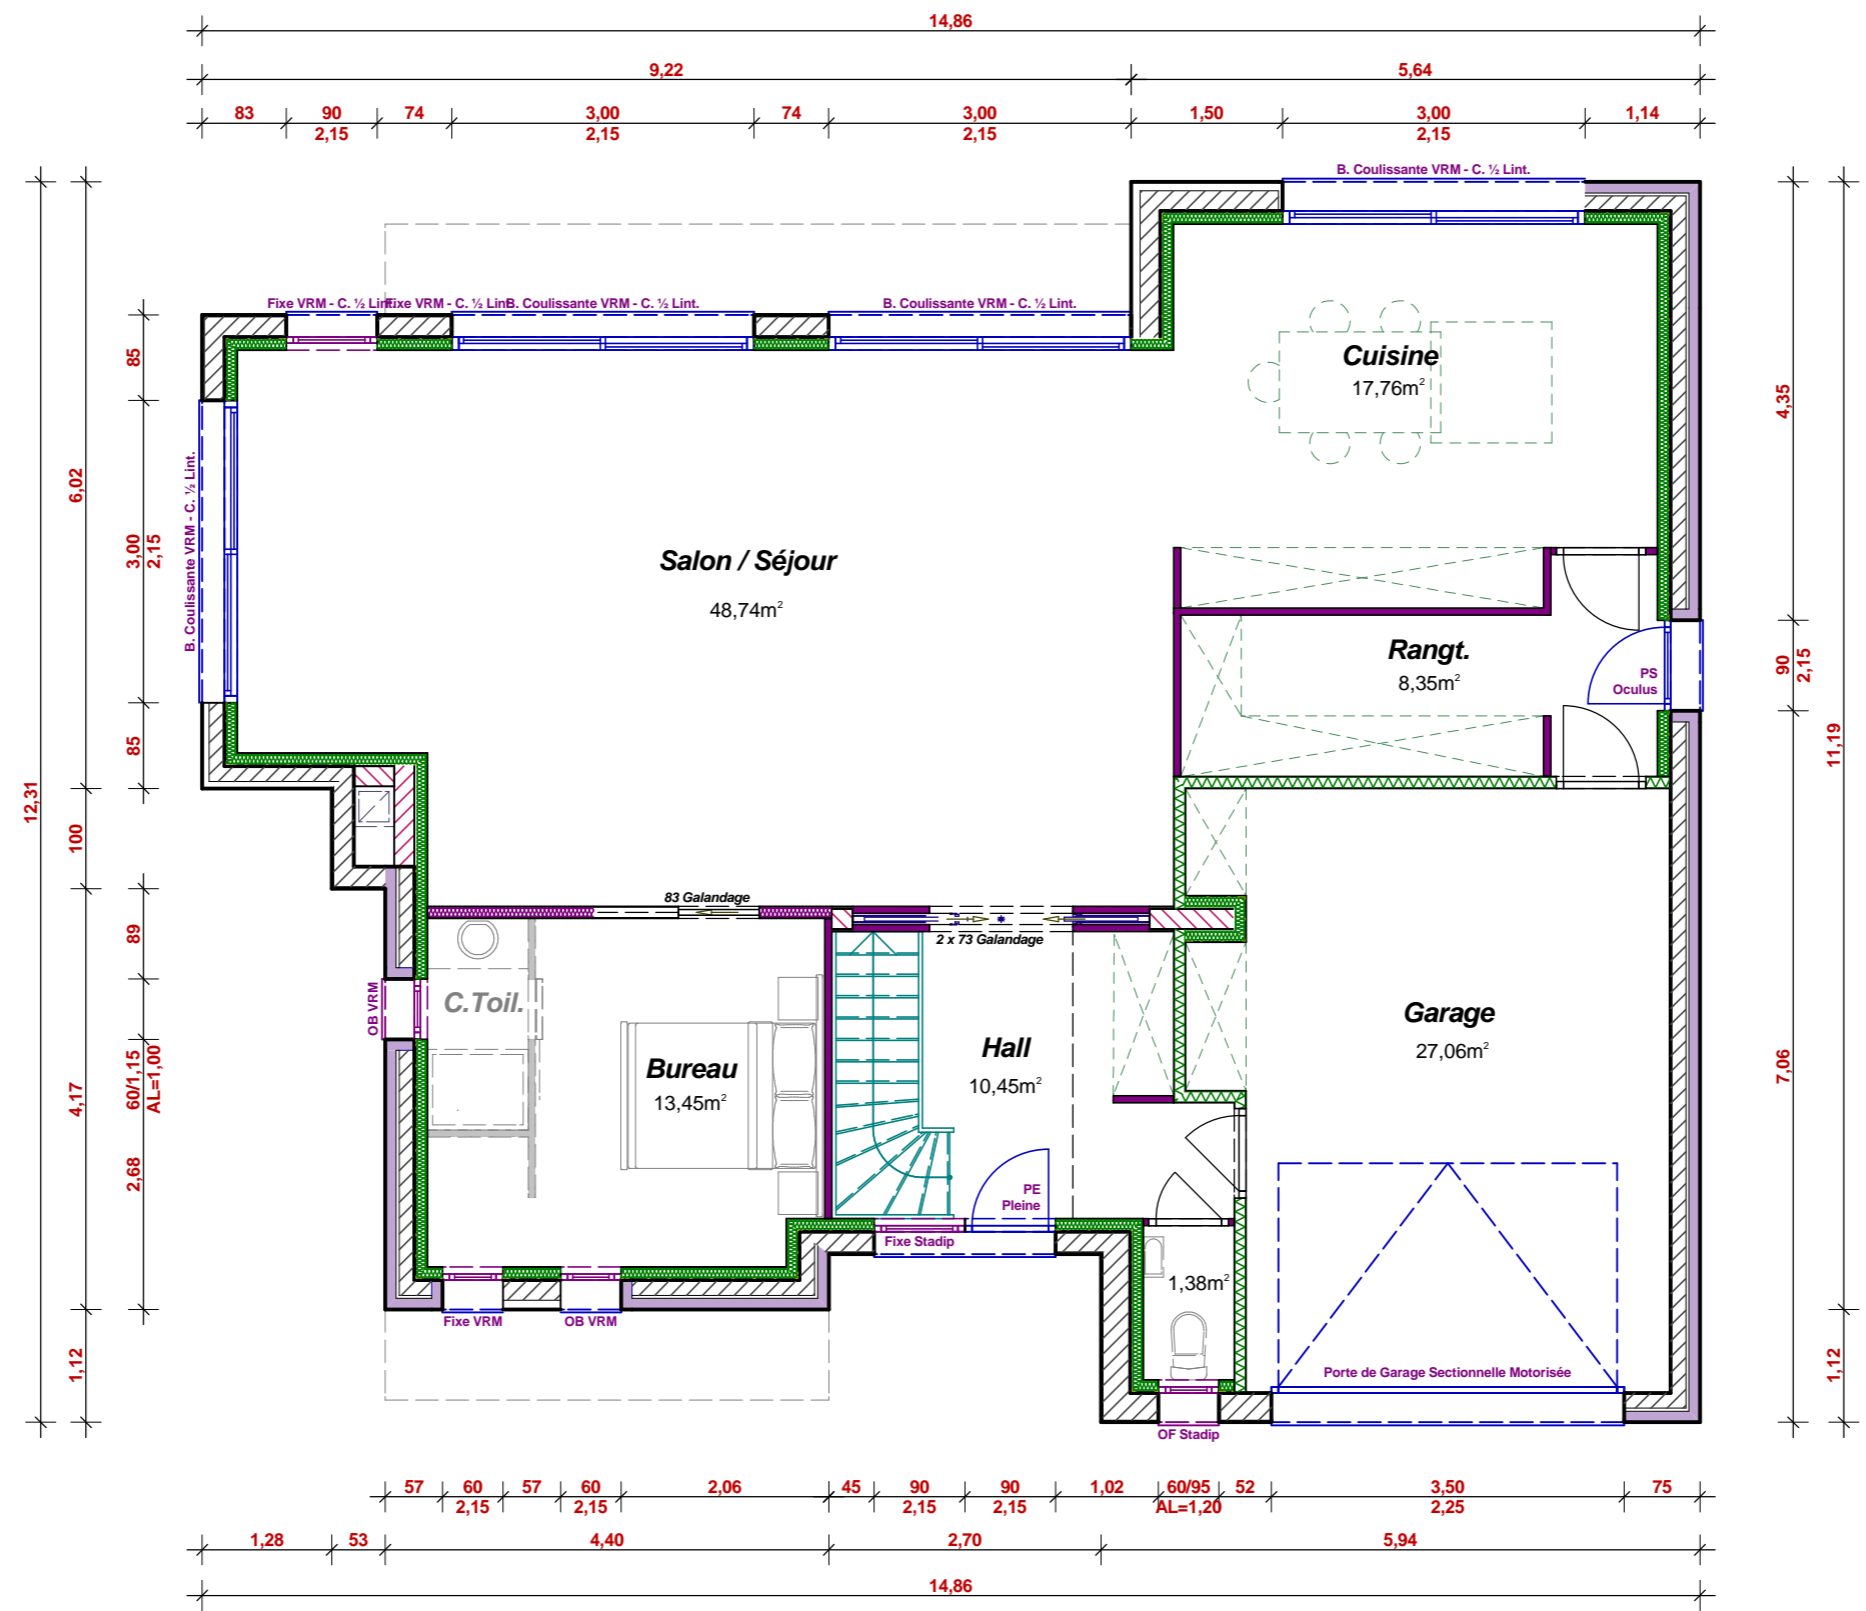 14,86
9,22 5,64
83 90 74 3,00 74 3,00 1,50 3,00 1,14
2,15 2,15 2,15 2,15
B. Coulissante VRM - C. ½ Lint.
Fixe VRM - C. ½ Lint. Fixe VRM - C. ½ Lint. B. Coulissante VRM - C. ½ Lint. B. Coulissante VRM - C. ½ Lint.
12,31
6,02
100
4,17
1,12
85
3,00
2,15
85
89
60/1,15
AL=1,00
2,68
B. Coulissante VRM - C. ½ Lint.
Cuisine
17,76m²
Salon / Séjour
48,74m²
Rangt.
8,35m²
PS
Oculus
4,35
90
2,15
7,06
11,19
1,12
83 Galandage
2 x 73 Galandage
OB VRM
C.Toil.
Bureau
13,45m²
Hall
10,45m²
Garage
27,06m²
PE
Pleine
Fixe Stadip
1,38m²
Fixe VRM OB VRM
Porte de Garage Sectionnelle Motorisée
OF Stadip
57 60 57 60 2,06 45 90 90 1,02 60/95 52 3,50 75
2,15 2,15 2,15 2,15 AL=1,20 2,25
1,28 53 4,40 2,70 5,94
14,86